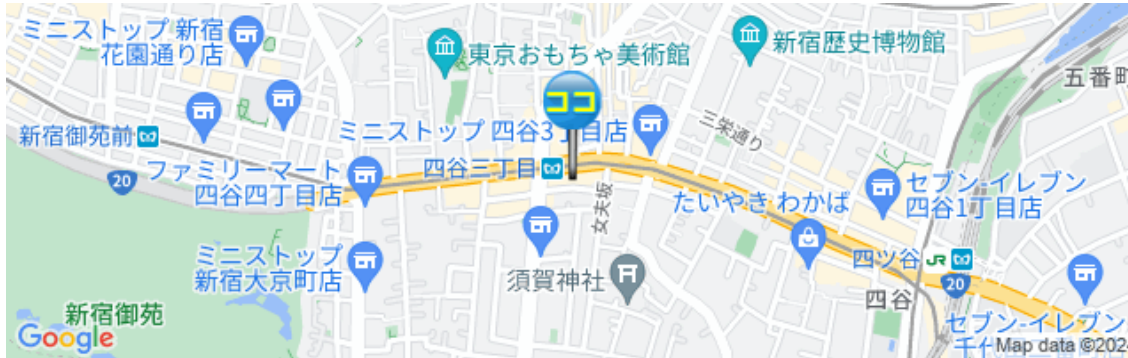 ミニストップ 新宿
花園通り店
東京おもちゃ美術館
新宿歴史博物館
五番町
ココ
新宿御苑前
ミニストップ 四谷3丁目店
三栄通り
20
ファミリーマート
四谷四丁目店
四谷三丁目
女夫坂
たいやき わかば
セブン-イレブン
四谷1丁目店
ミニストップ
新宿大京町店
須賀神社
四ツ谷
JR
20
四谷
新宿御苑
Google
セブン-イレブン
Map data ©202